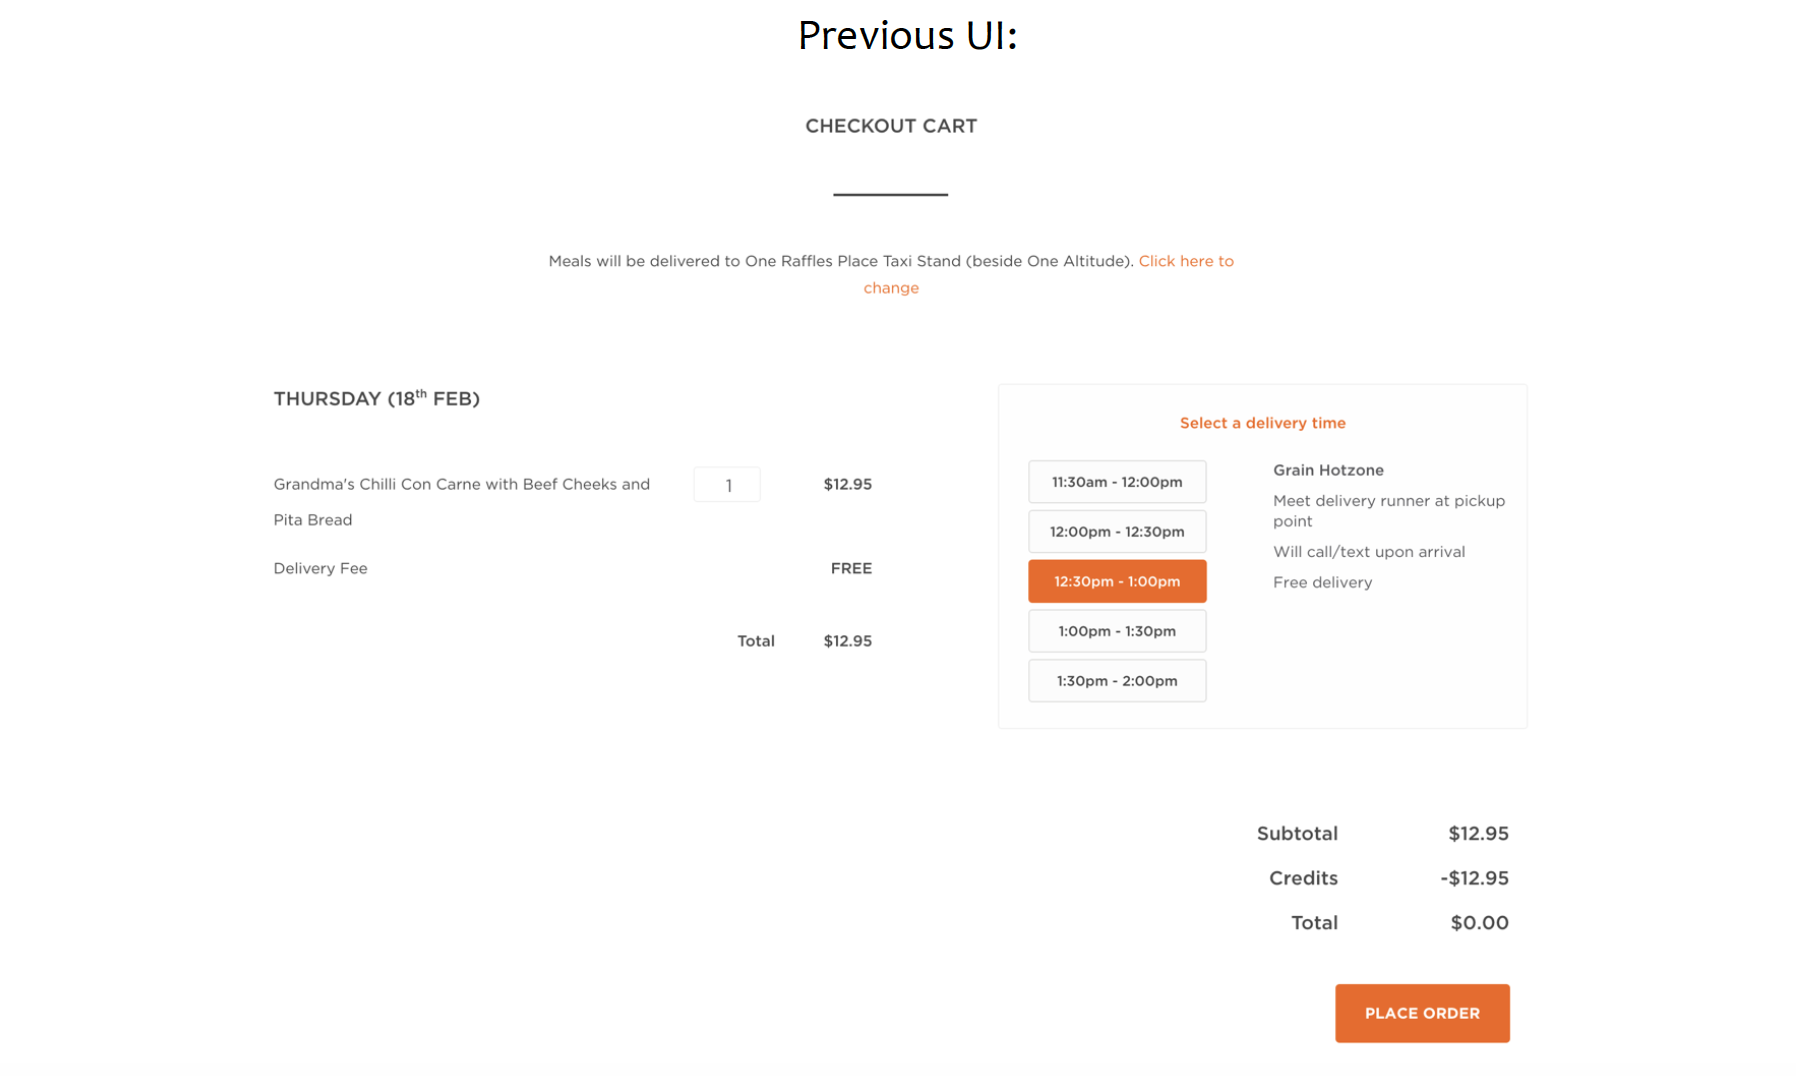 Previous UI:
CHECKOUT CART
Meals will be delivered to One Raffles Place Taxi Stand (beside One Altitude). Click here to
change
THURSDAY (18th FEB)
Grandma's Chilli Con Carne with Beef Cheeks and
Pita Bread
1
$12.95
Delivery Fee
FREE
Total
$12.95
Select a delivery time
11:30am - 12:00pm
12:00pm - 12:30pm
12:30pm - 1:00pm
1:00pm - 1:30pm
1:30pm - 2:00pm
Grain Hotzone
Meet delivery runner at pickup
point
Will call/text upon arrival
Free delivery
Subtotal
$12.95
Credits
-$12.95
Total
$0.00
PLACE ORDER